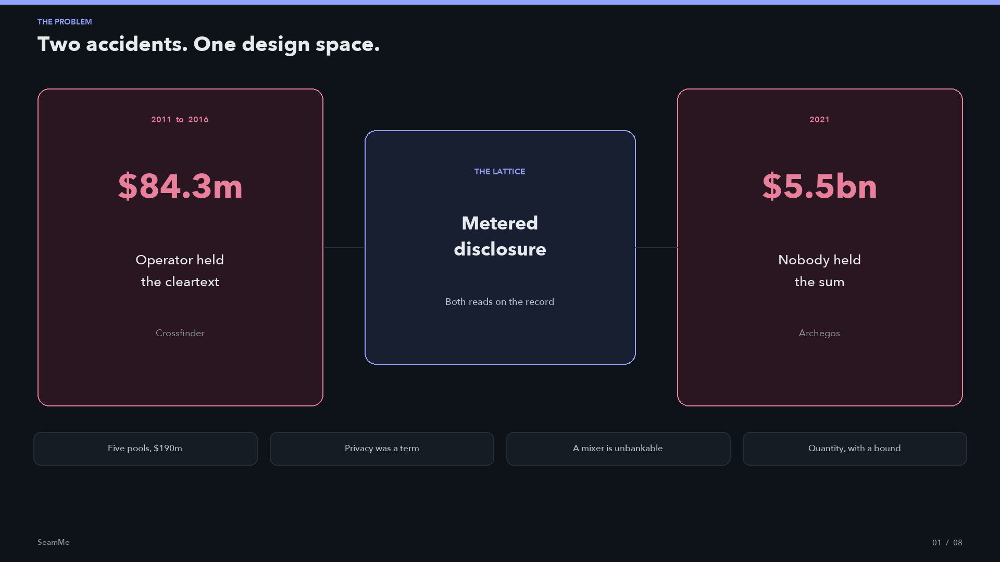 THE PROBLEM
Two accidents. One design space.
2011 to 2016
$84.3m
Operator held
the cleartext
Crossfinder
THE LATTICE
Metered
disclosure
Both reads on the record
2021
$5.5bn
Nobody held
the sum
Archegos
Five pools, $190m
Privacy was a term
A mixer is unbankable
Quantity, with a bound
SeamMe
01 / 08